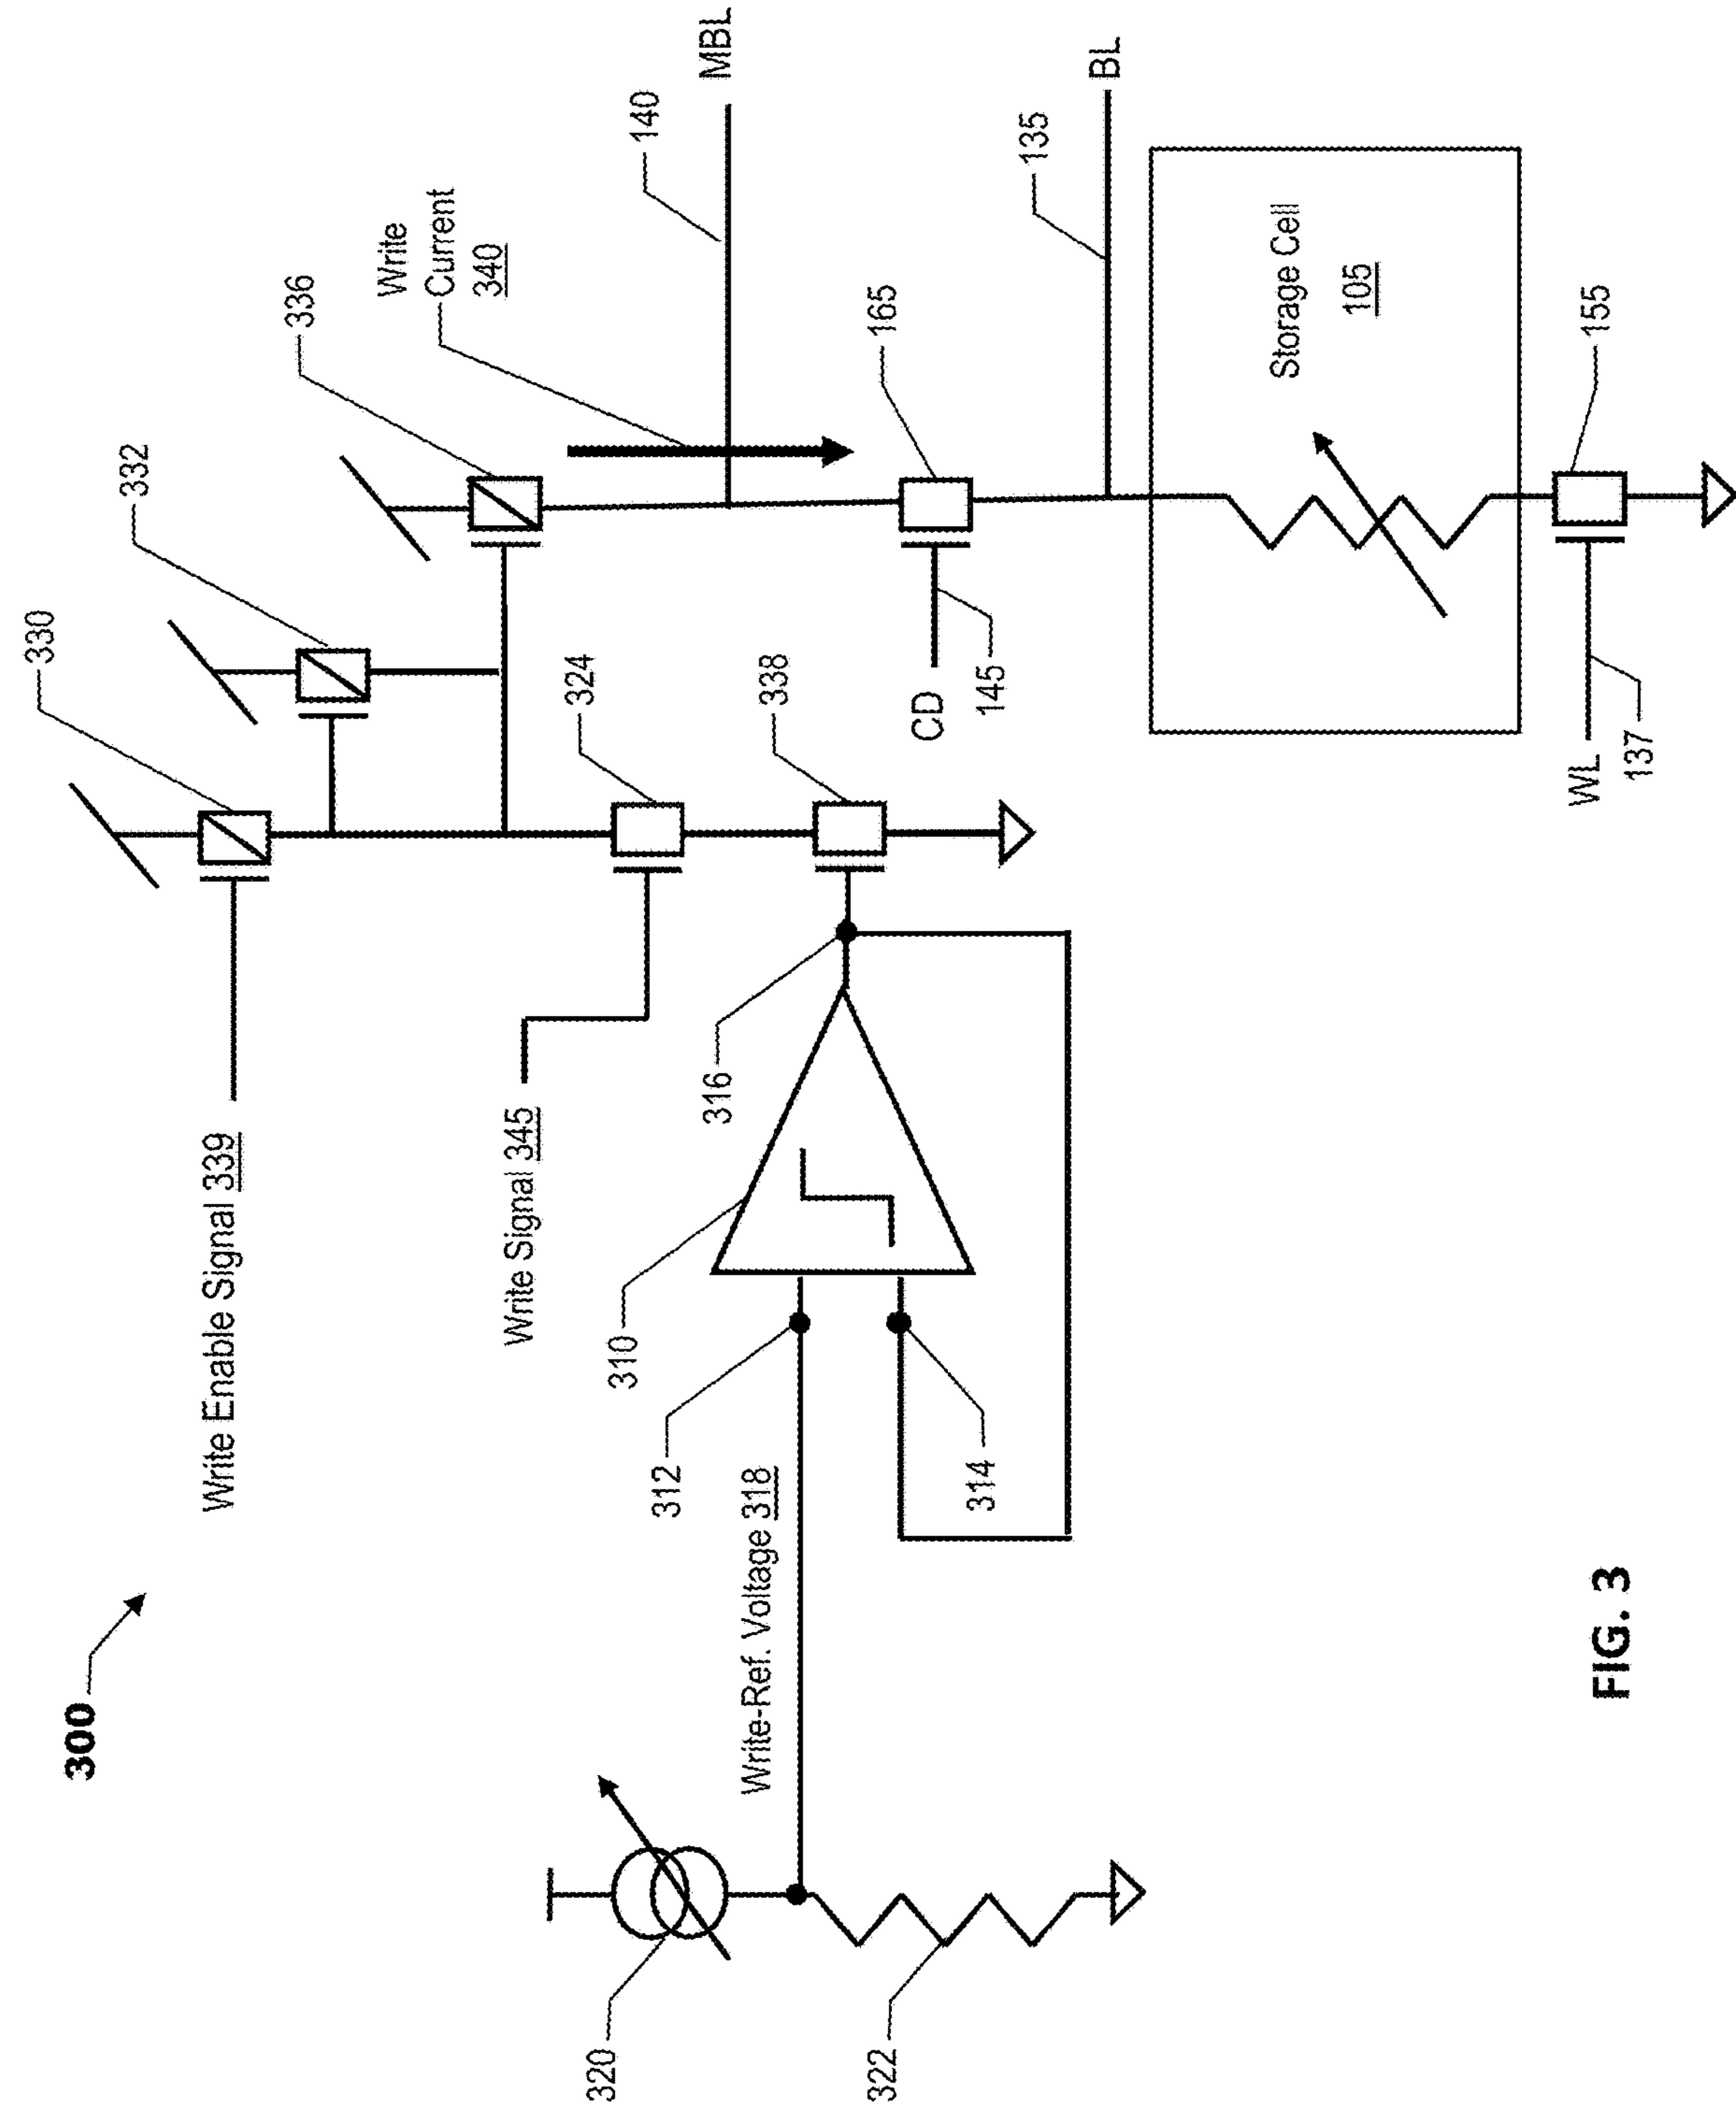 300
Write Enable Signal 339
330
332
336
Write
Current
340
140
MBL
Write Signal 345
324
338
CD
145
165
135
BL
Storage Cell
105
WL
137
155
320
322
Write-Ref. Voltage 318
312
314
310
316
FIG. 3